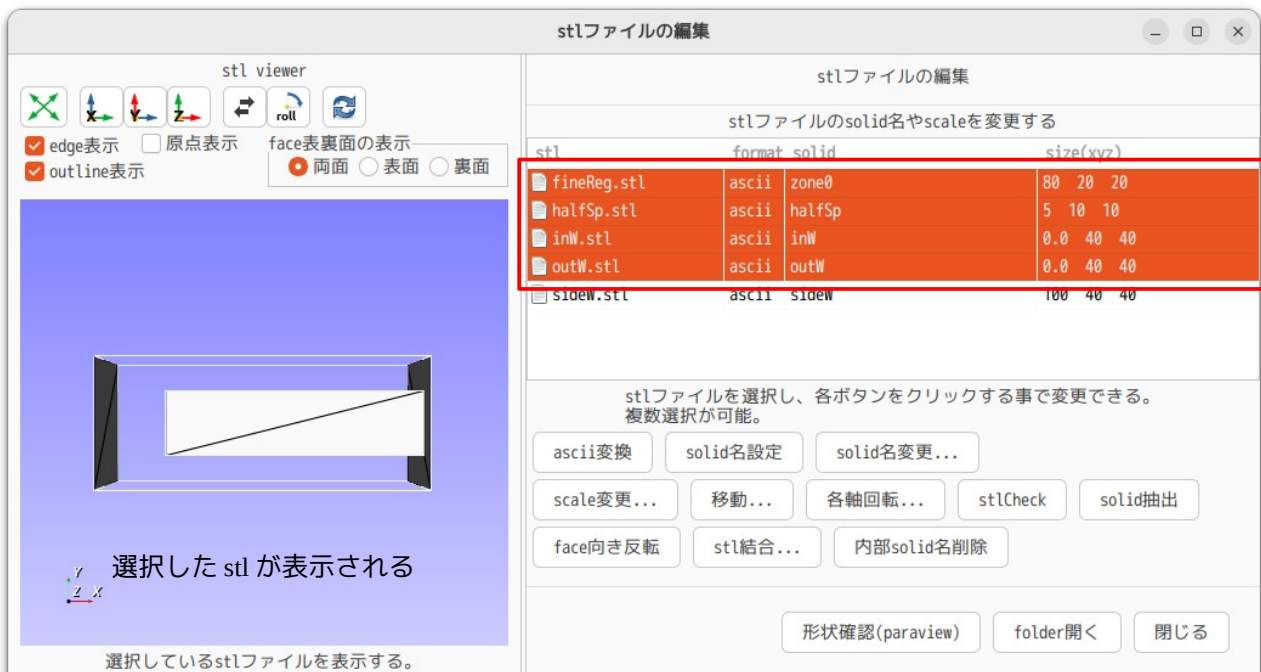 stlファイルの編集
stl viewer
X
Y
Z
roll
edge表示
原点表示
outline表示
face表裏面の表示
両面
表面
裏面
選択した stl が表示される
Y
Z X
選択しているstlファイルを表示する。
stlファイルの編集
stlファイルのsolid名やscaleを変更する
stl format solid size(xyz)
fineReg.stl ascii zone0 80 20 20
halfSp.stl ascii halfSp 5 10 10
inW.stl ascii inW 0.0 40 40
outW.stl ascii outW 0.0 40 40
sideW.stl ascii sideW 100 40 40
stlファイルを選択し、各ボタンをクリックする事で変更できる。
複数選択が可能。
ascii変換 solid名設定 solid名変更...
scale変更... 移動... 各軸回転... stlCheck solid抽出
face向き反転 stl結合... 内部solid名削除
形状確認(paraview) folder開く 閉じる